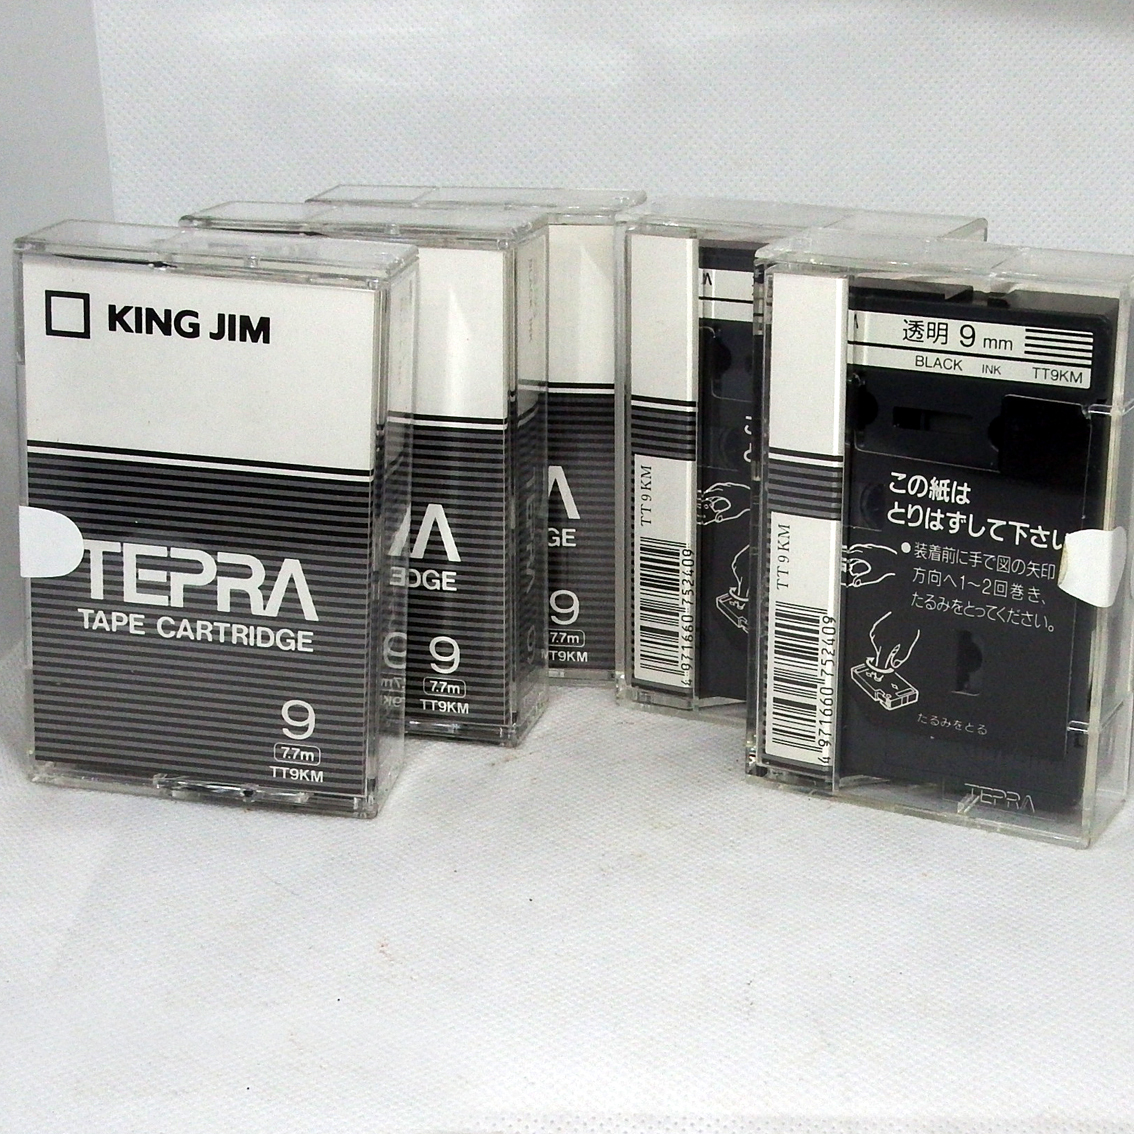 KING JIM
TEPRA
TAPE CARTRIDGE
9
7.7m
TT9KM
9
7.7m
TT9KM
9
7.7m
TT9KM
TT9KM
TT9KM
4971660752409
透明 9 mm
BLACK INK TT9KM
この紙は
とりはずして下さい
●装着前に手で図の矢印
方向へ1〜2回巻き、
たるみをとってください。
たるみをとる
TEPRA